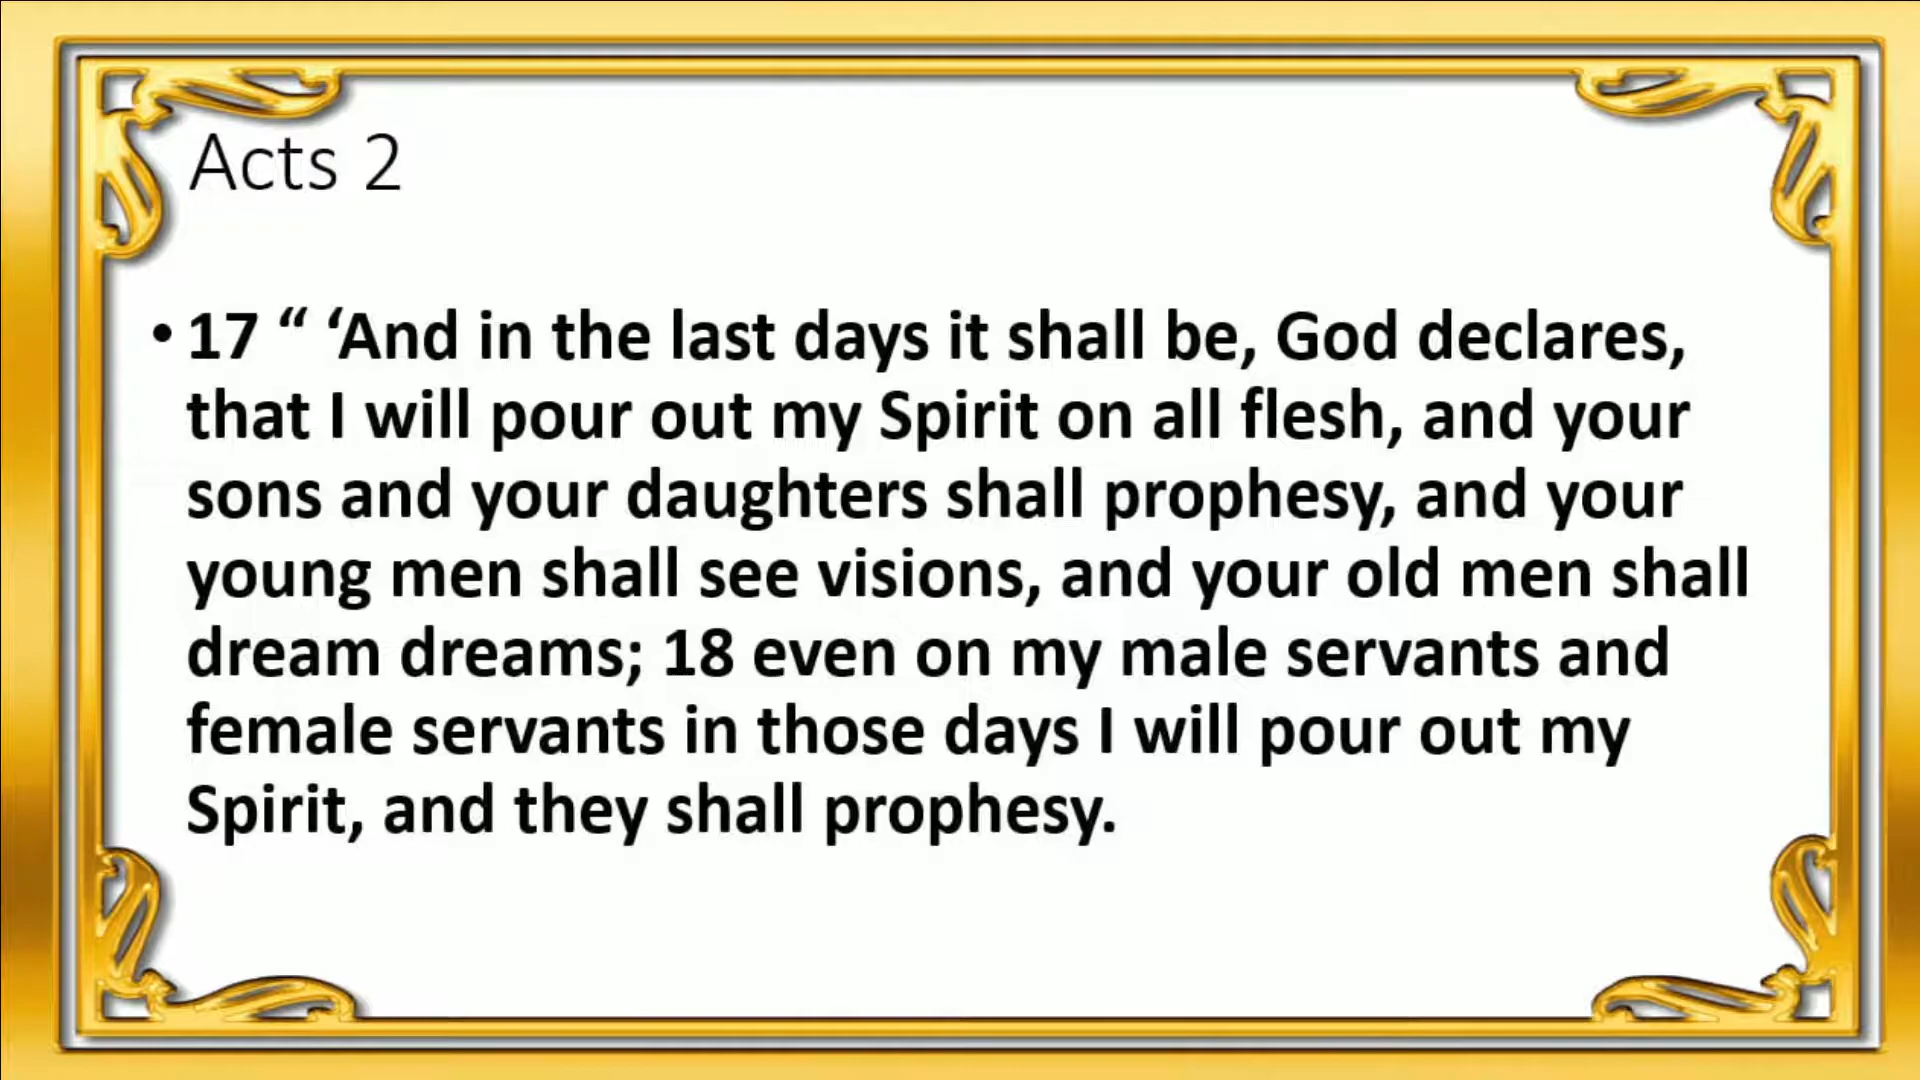 Acts 2
• 17 “ ‘And in the last days it shall be, God declares,
that I will pour out my Spirit on all flesh, and your
sons and your daughters shall prophesy, and your
young men shall see visions, and your old men shall
dream dreams; 18 even on my male servants and
female servants in those days I will pour out my
Spirit, and they shall prophesy.